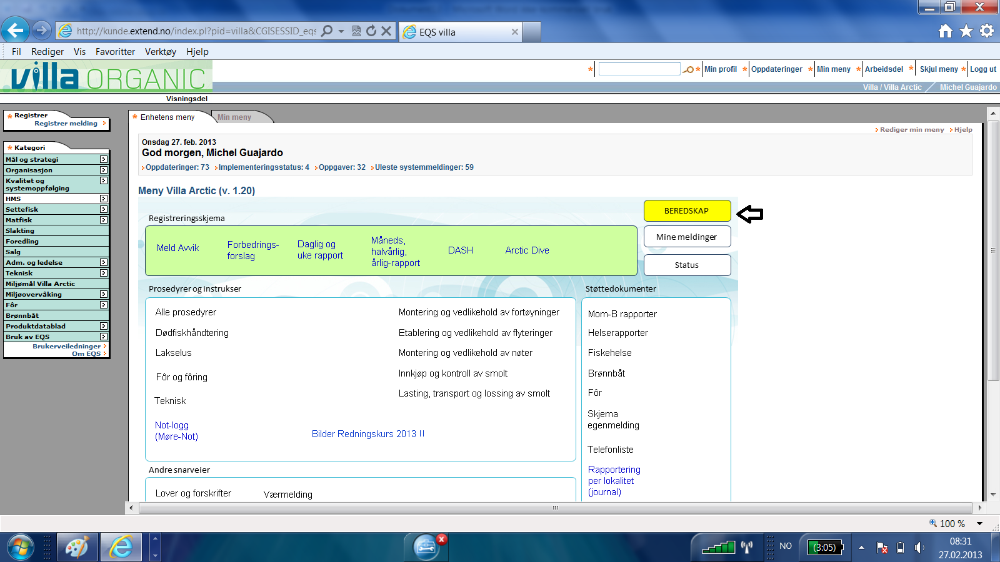 http://kunde.extend.no/index.pl?pid=villa&CGISESSID_eqs
EQS villa
Fil Rediger Vis Favoritter Verktøy Hjelp
villa ORGANIC
Min profil Oppdateringer Min meny Arbeidsdel Skjul meny Logg ut
Villa / Villa Arctic Michel Guajardo
Visningsdel
Registrer
Registrer melding
Kategori
Mål og strategi
Organisasjon
Kvalitet og
systemoppfølging
HMS
Settefisk
Matfisk
Slakting
Foredling
Salg
Adm. og ledelse
Teknisk
Miljømål Villa Arctic
Miljøovervåking
Fôr
Brønnbåt
Produktdatablad
Bruk av EQS
Brukerveiledninger
Om EQS
Enhetens meny Min meny
Rediger min meny Hjelp
Onsdag 27. feb. 2013
God morgen, Michel Guajardo
Oppdateringer: 73 Implementeringsstatus: 4 Oppgaver: 32 Uleste systemmeldinger: 59
Meny Villa Arctic (v. 1.20)
BEREDSKAP
Mine meldinger
Status
Registreringsskjema
Meld Avvik
Forbedrings-
forslag
Daglig og
uke rapport
Måneds,
halvårlig,
årlig-rapport
DASH
Arctic Dive
Prosedyrer og instrukser
Alle prosedyrer
Dødfiskhåndtering
Lakselus
Fôr og fôring
Teknisk
Not-logg
(Møre-Not)
Montering og vedlikehold av fortøyninger
Etablering og vedlikehold av flyteringer
Montering og vedlikehold av nøter
Innkjøp og kontroll av smolt
Lasting, transport og lossing av smolt
Bilder Redningskurs 2013 !!
Støttedokumenter
Mom-B rapporter
Helserapporter
Fiskehelse
Brønnbåt
Fôr
Skjema
egenmelding
Telefonliste
Rapportering
per lokalitet
(journal)
Andre snarveier
Lover og forskrifter
Værmelding
100 %
NO
(3:05)
08:31
27.02.2013